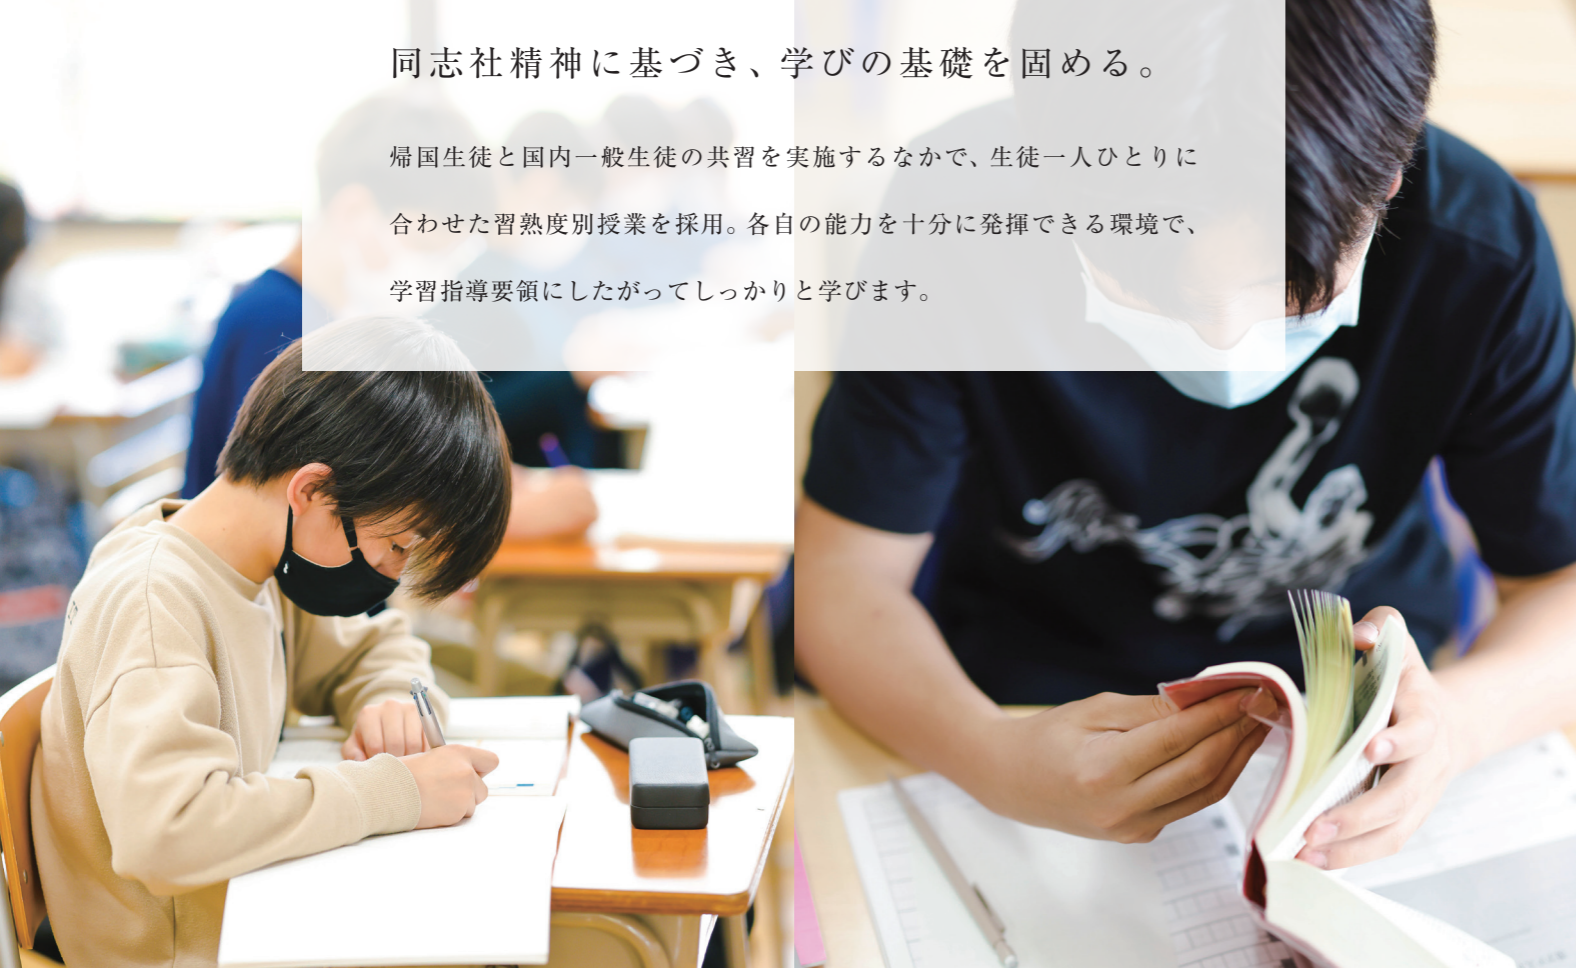 同志社精神に基づき、学びの基礎を固める。
帰国生徒と国内一般生徒の共習を実施するなかで、生徒一人ひとりに
合わせた習熟度別授業を採用。各自の能力を十分に発揮できる環境で、
学習指導要領にしたがってしっかりと学びます。